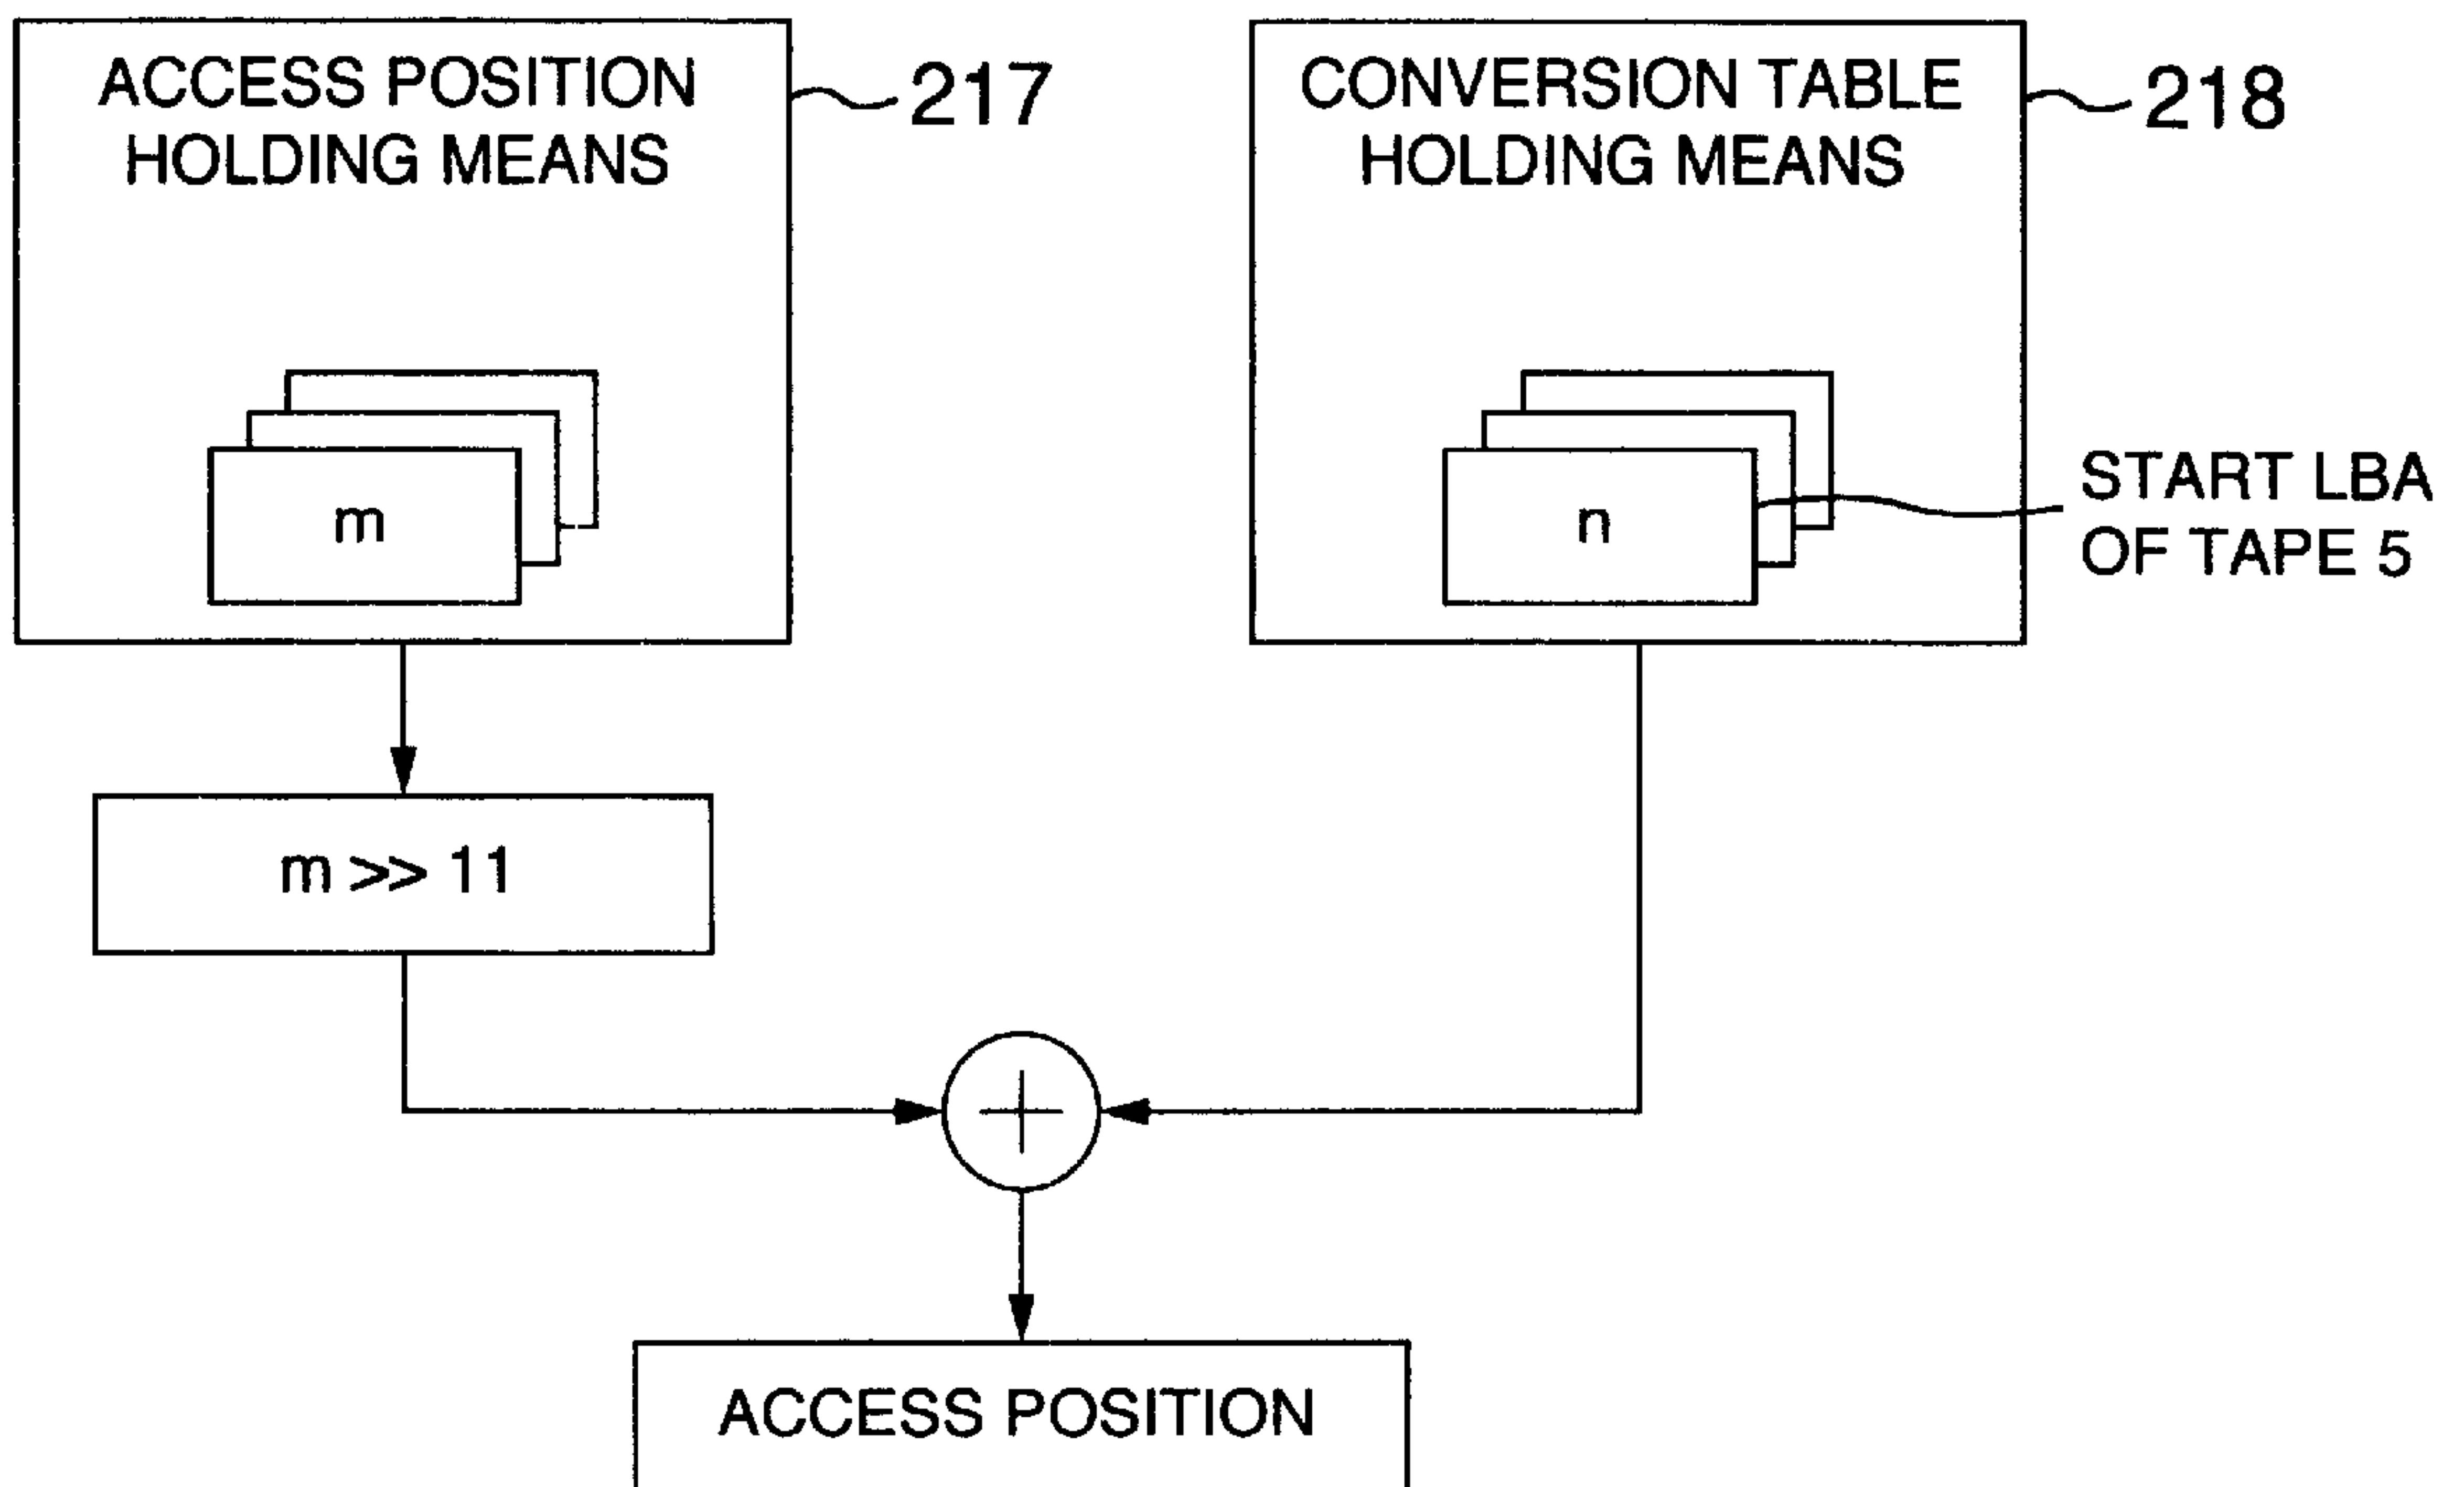 ACCESS POSITION
HOLDING MEANS
217
m
CONVERSION TABLE
HOLDING MEANS
218
n
START LBA
OF TAPE 5
m >> 11
+
ACCESS POSITION